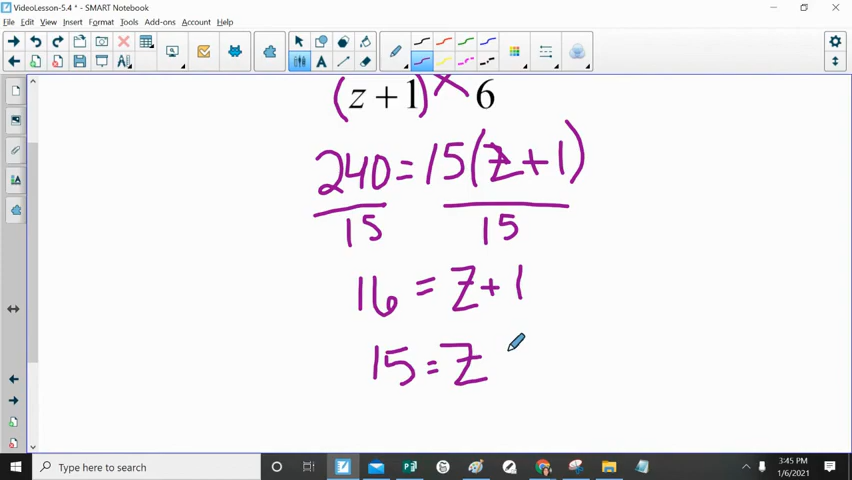 VideoLesson-5.4 * - SMART Notebook
File Edit View Insert Format Tools Add-ons Account Help
(z + 1) 6
240 = 15(z + 1)
15 15
16 = z + 1
15 = z
Type here to search
3:45 PM
1/6/2021